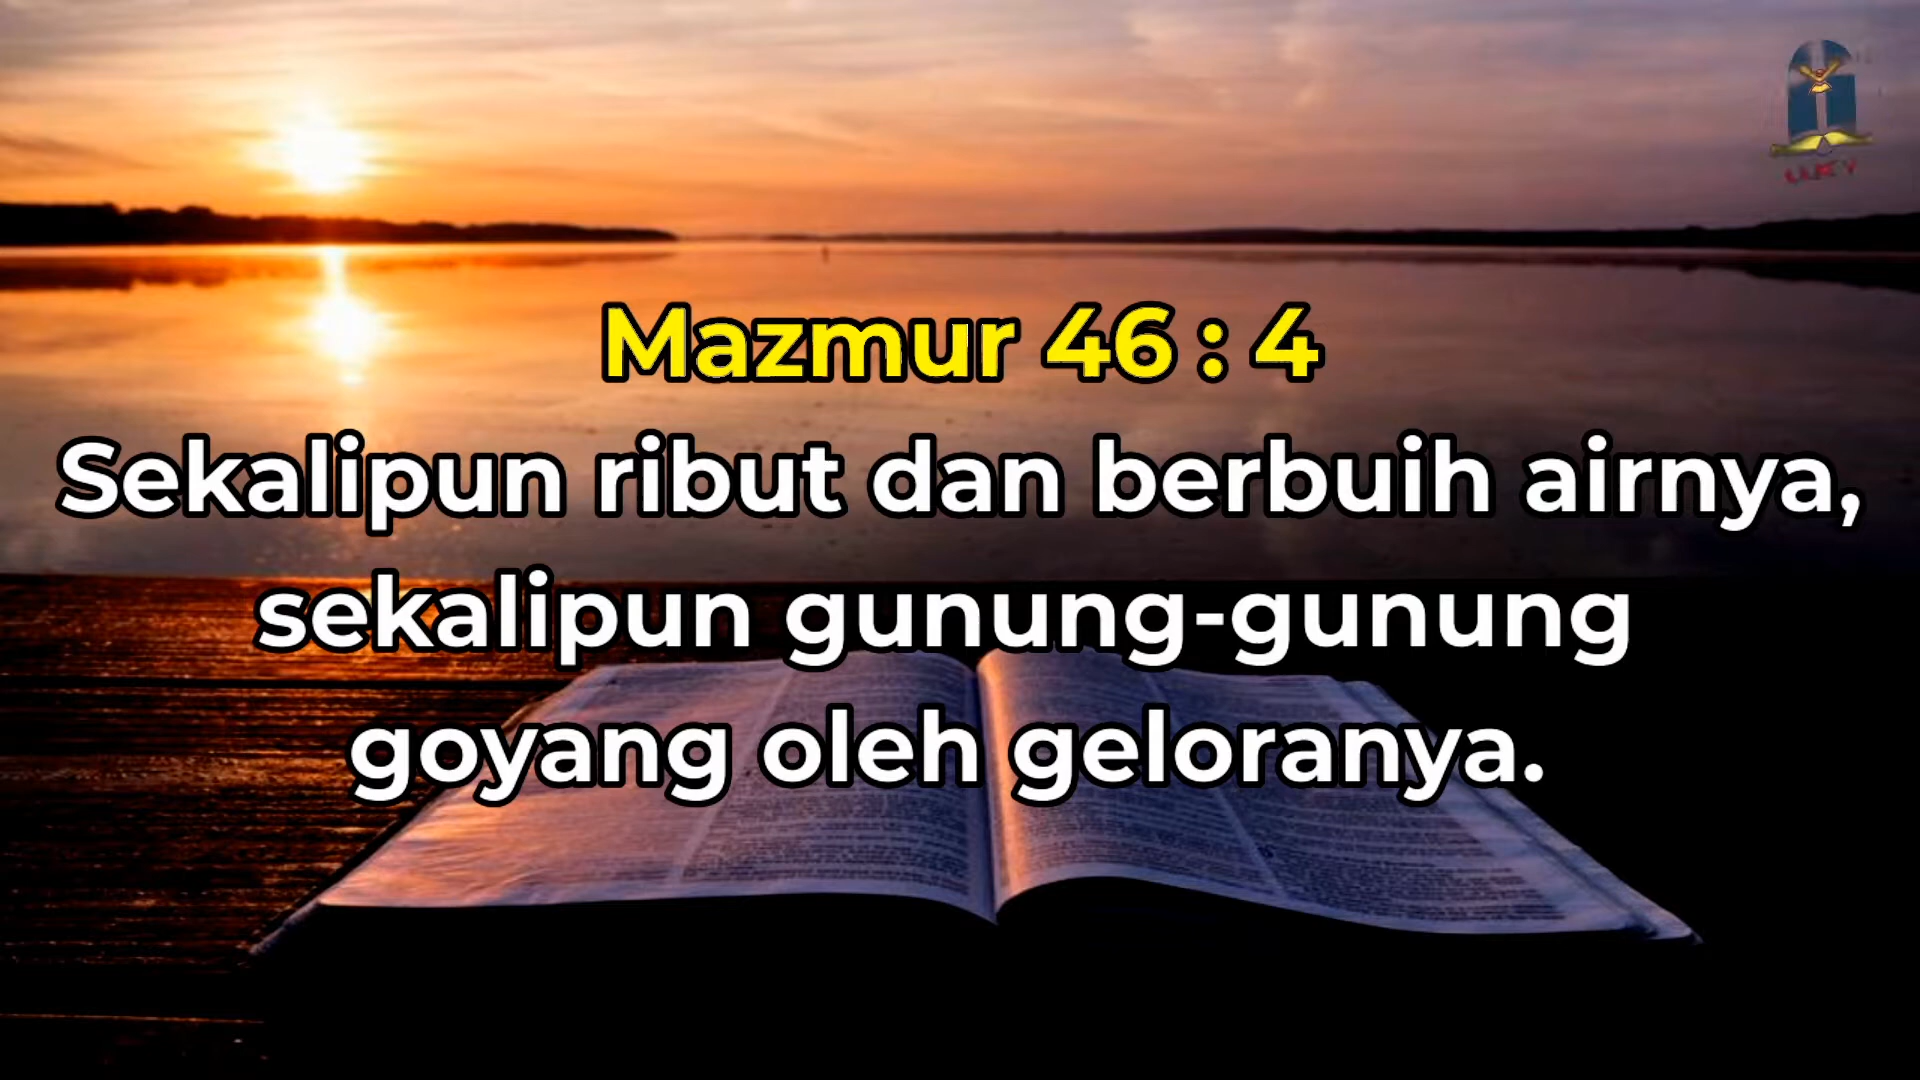 Mazmur 46 : 4
Sekalipun ribut dan berbuih airnya,
sekalipun gunung-gunung
goyang oleh geloranya.